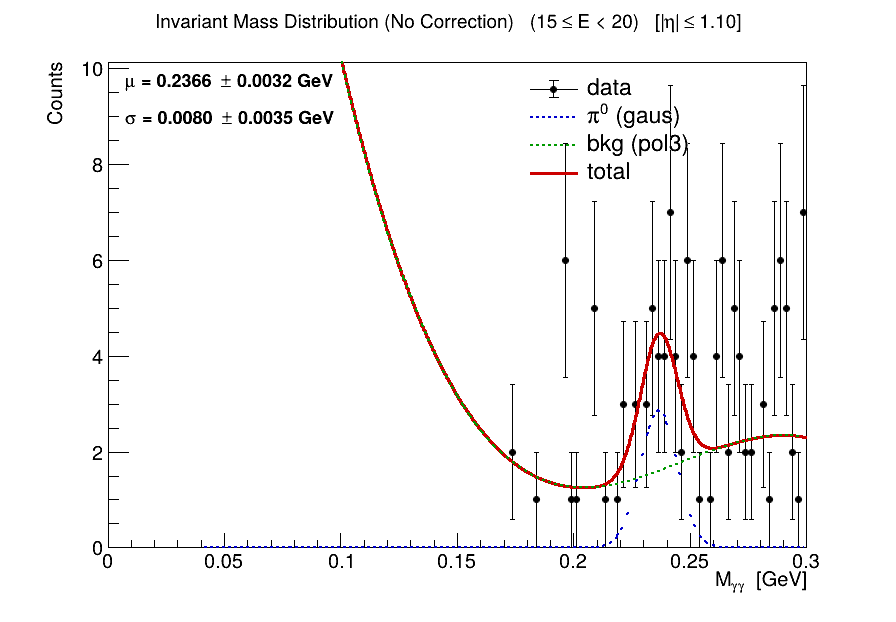 Invariant Mass Distribution (No Correction) (15 ≤ E < 20) [|η| ≤ 1.10]
Counts
μ = 0.2366 ± 0.0032 GeV
σ = 0.0080 ± 0.0035 GeV
data
π⁰ (gaus)
bkg (pol3)
total
10
8
6
4
2
0
0 0.05 0.1 0.15 0.2 0.25 0.3
M_γγ [GeV]